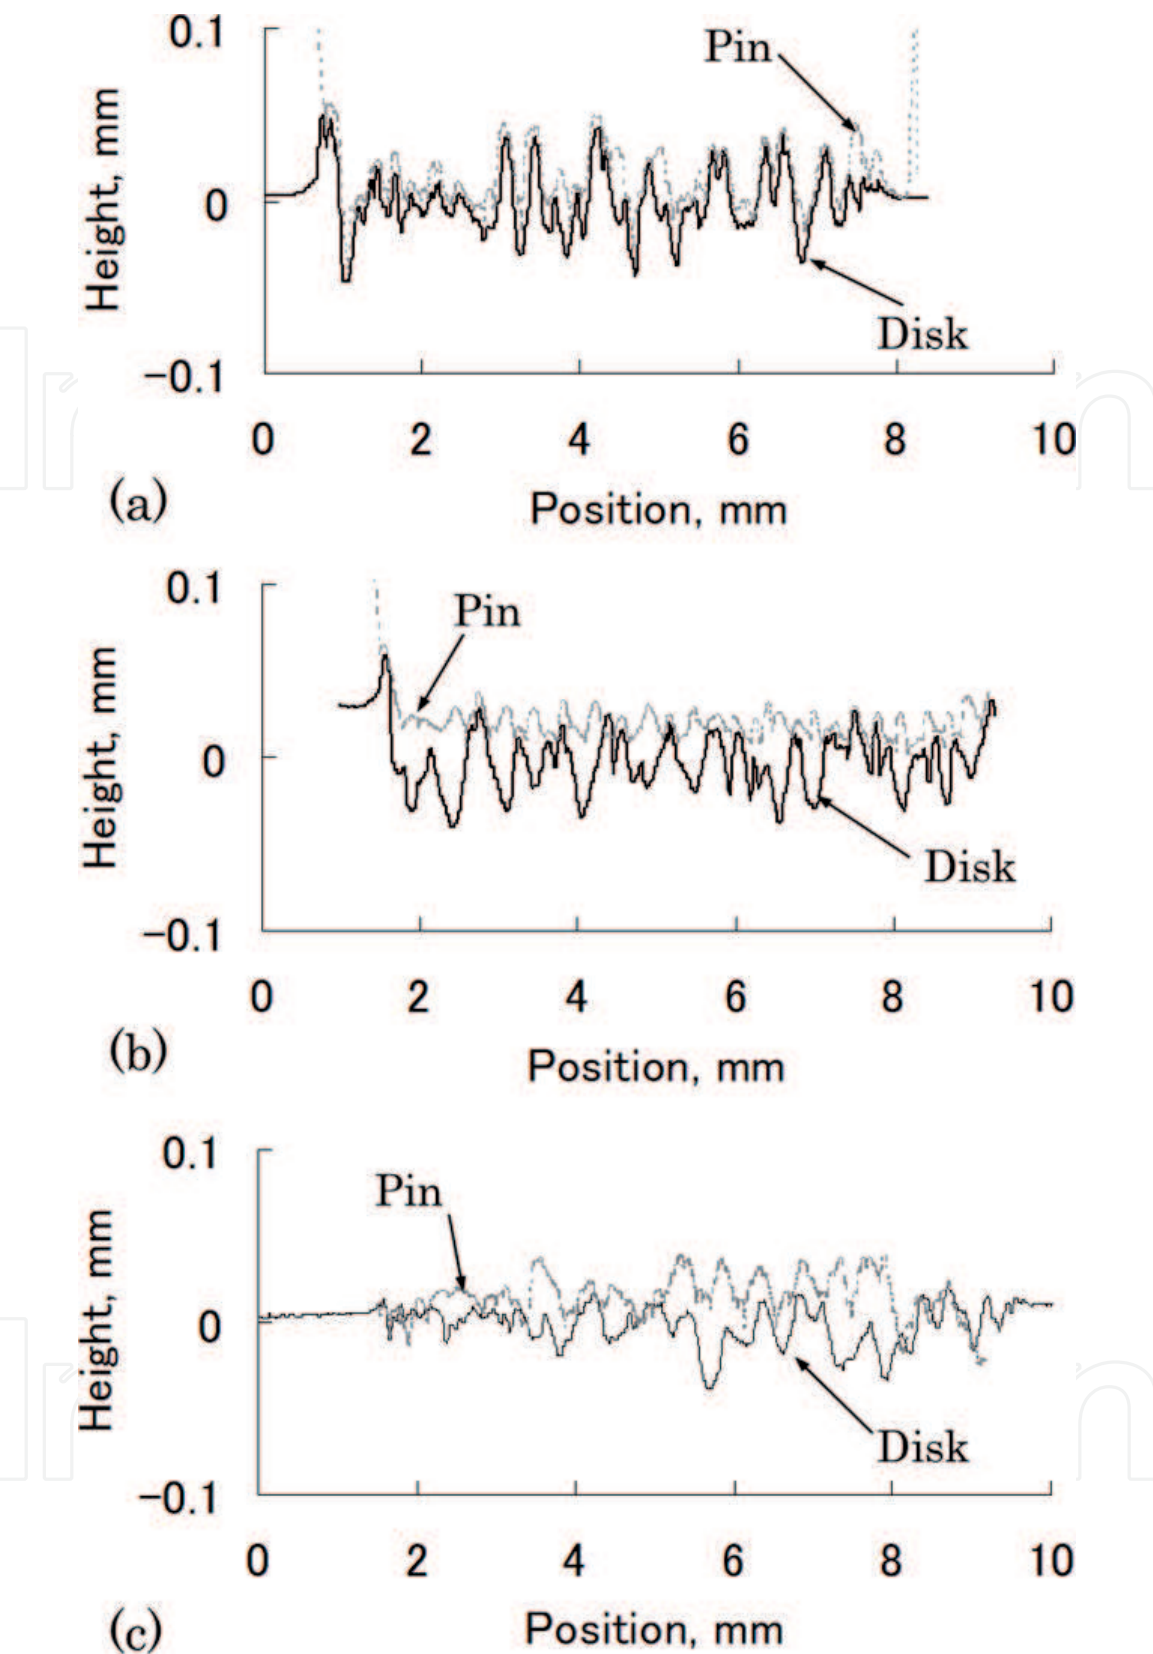 0.1
Pin
Height, mm
0
Disk
-0.1
0 2 4 6 8 10
(a)
Position, mm
0.1
Pin
Height, mm
0
Disk
-0.1
0 2 4 6 8 10
(b)
Position, mm
0.1
Pin
Height, mm
0
Disk
-0.1
0 2 4 6 8 10
Position, mm
(c)